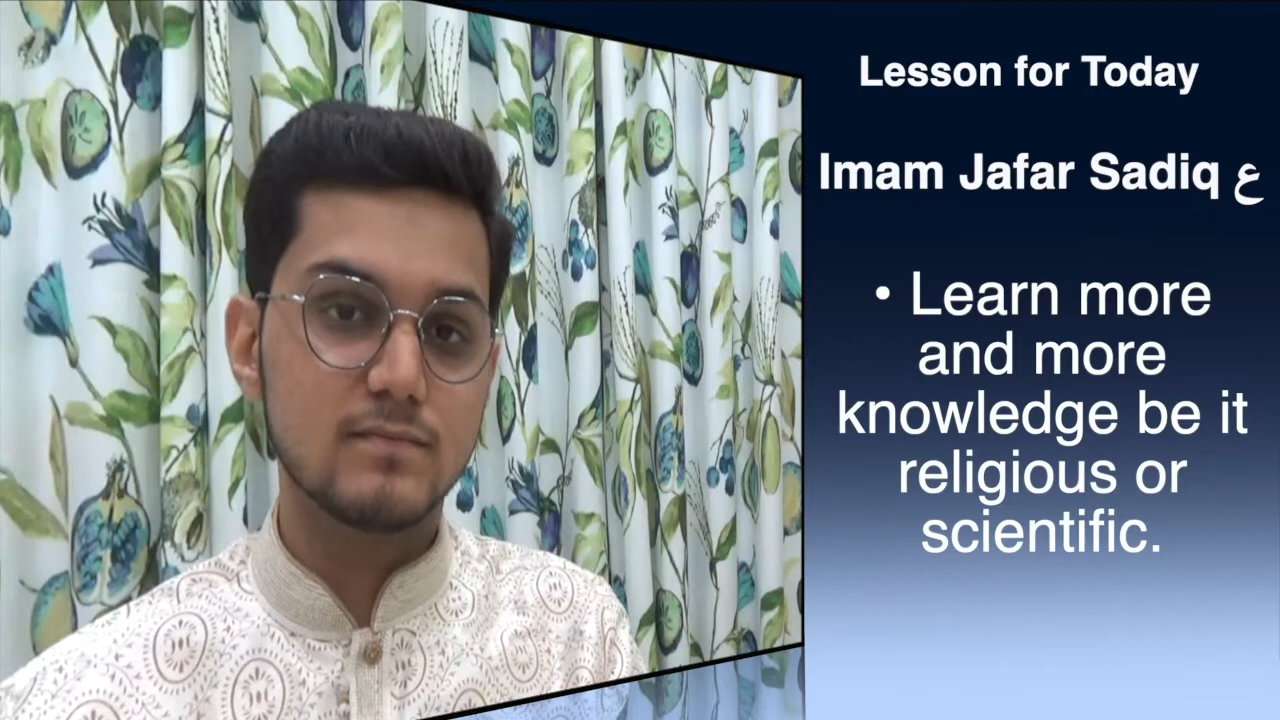 Lesson for Today
Imam Jafar Sadiq ع
• Learn more
and more
knowledge be it
religious or
scientific.